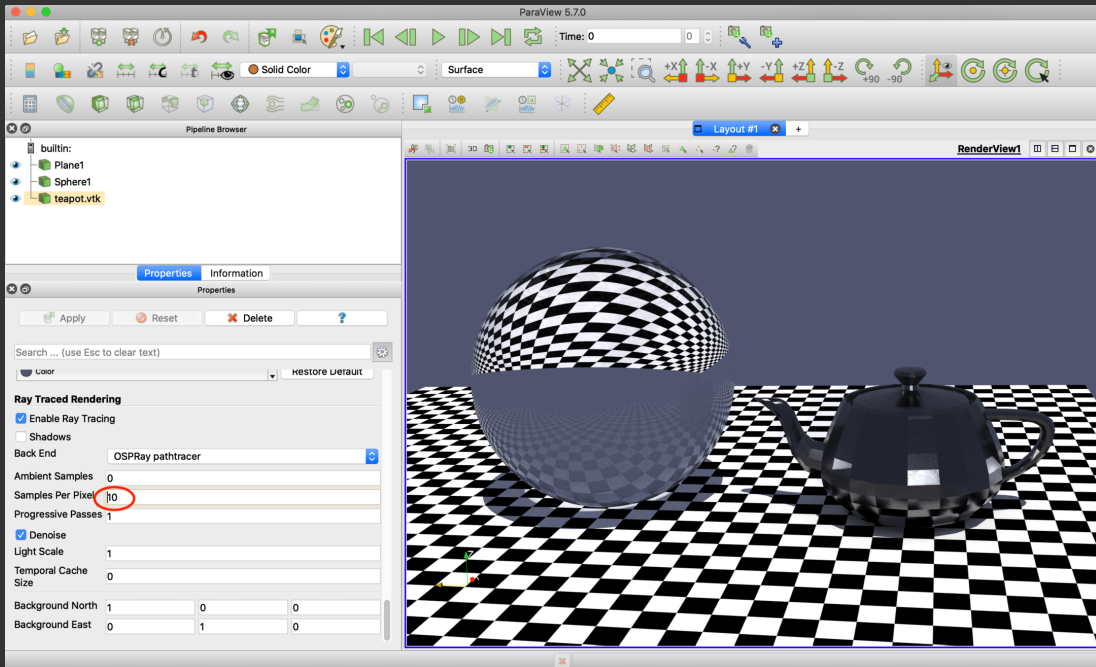 ParaView 5.7.0
Time: 0 0
Solid Color Surface +X -X +Y -Y +Z -Z +90 -90
Pipeline Browser
Layout #1 +
builtin:
3D
RenderView1
Plane1
Sphere1
teapot.vtk
Properties Information
Properties
Apply Reset Delete ?
Search ... (use Esc to clear text)
Color Restore Default
Ray Traced Rendering
Enable Ray Tracing
Shadows
Back End OSPRay pathtracer
Ambient Samples 0
Samples Per Pixel 10
Progressive Passes 1
Denoise
Light Scale 1
Temporal Cache
Size 0
Background North 1 0 0
Background East 0 1 0
Z